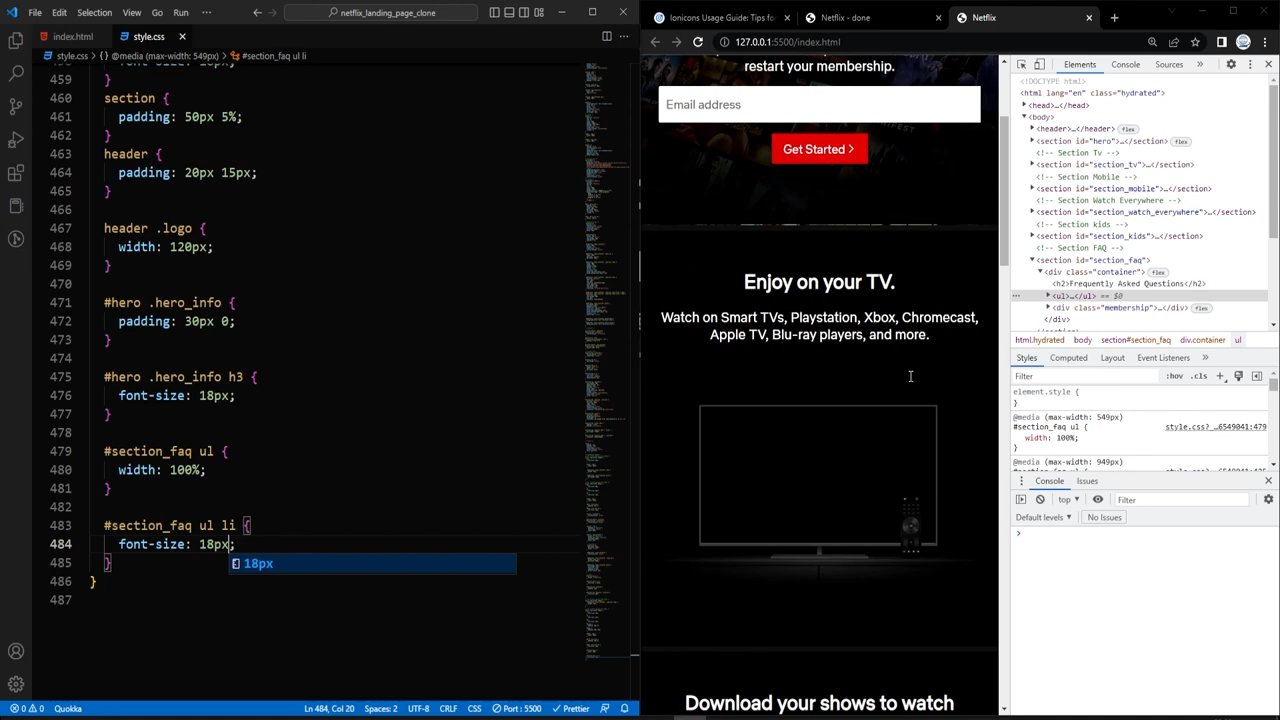 File Edit Selection View Go Run ··· netflix_landing_page_clone
index.html style.css
style.css > @media (max-width: 549px) > #section_faq ul li
459 }
460 section {
461 padding: 50px 5%;
462 }
463 header {
464 padding: 20px 15px;
465 }
466
467 header .logo {
468 width: 120px;
469 }
470
471 #hero .hero_info {
472 padding: 30px 0;
473 }
474
475 #hero .hero_info h3 {
476 font-size: 18px;
477 }
478
479 #section_faq ul {
480 width: 100%;
481 }
482
483 #section_faq ul li {
484 font-size: 18px;
18px
485 }
486 }
487
0 0 Quokka Ln 484, Col 20 Spaces: 2 UTF-8 CRLF CSS Port : 5500 Prettier
Ionicons Usage Guide: Tips fo Netflix - done Netflix
127.0.0.1:5500/index.html
restart your membership.
Email address
Get Started >
Enjoy on your TV.
Watch on Smart TVs, Playstation, Xbox, Chromecast,
Apple TV, Blu-ray players, and more.
Download your shows to watch
Elements Console Sources »
<!DOCTYPE html>
<html lang="en" class="hydrated">
<head>…</head>
<body>
<header>…</header> flex
<section id="hero">…</section> flex
<!-- Section Tv -->
<section id="section_tv">…</section>
<!-- Section Mobile -->
<section id="section_mobile">…</section>
<!-- Section Watch Everywhere -->
<section id="section_watch_everywhere">…</section>
<!-- Section kids -->
<section id="section_kids">…</section>
<!-- Section FAQ -->
<section id="section_faq">
<div class="container"> flex
<h2>Frequently Asked Questions</h2>
··· <ul>…</ul> == $0
<div class="membership">…</div> flex
</div>
html.hydrated body section#section_faq div.container ul
Styles Computed Layout Event Listeners »
Filter :hov .cls
element.style {
}
@media (max-width: 549px)
#section_faq ul { style.css?_…6549041:479
width: 100%;
}
@media (max-width: 949px)
Console Issues
top Filter
Default levels No Issues